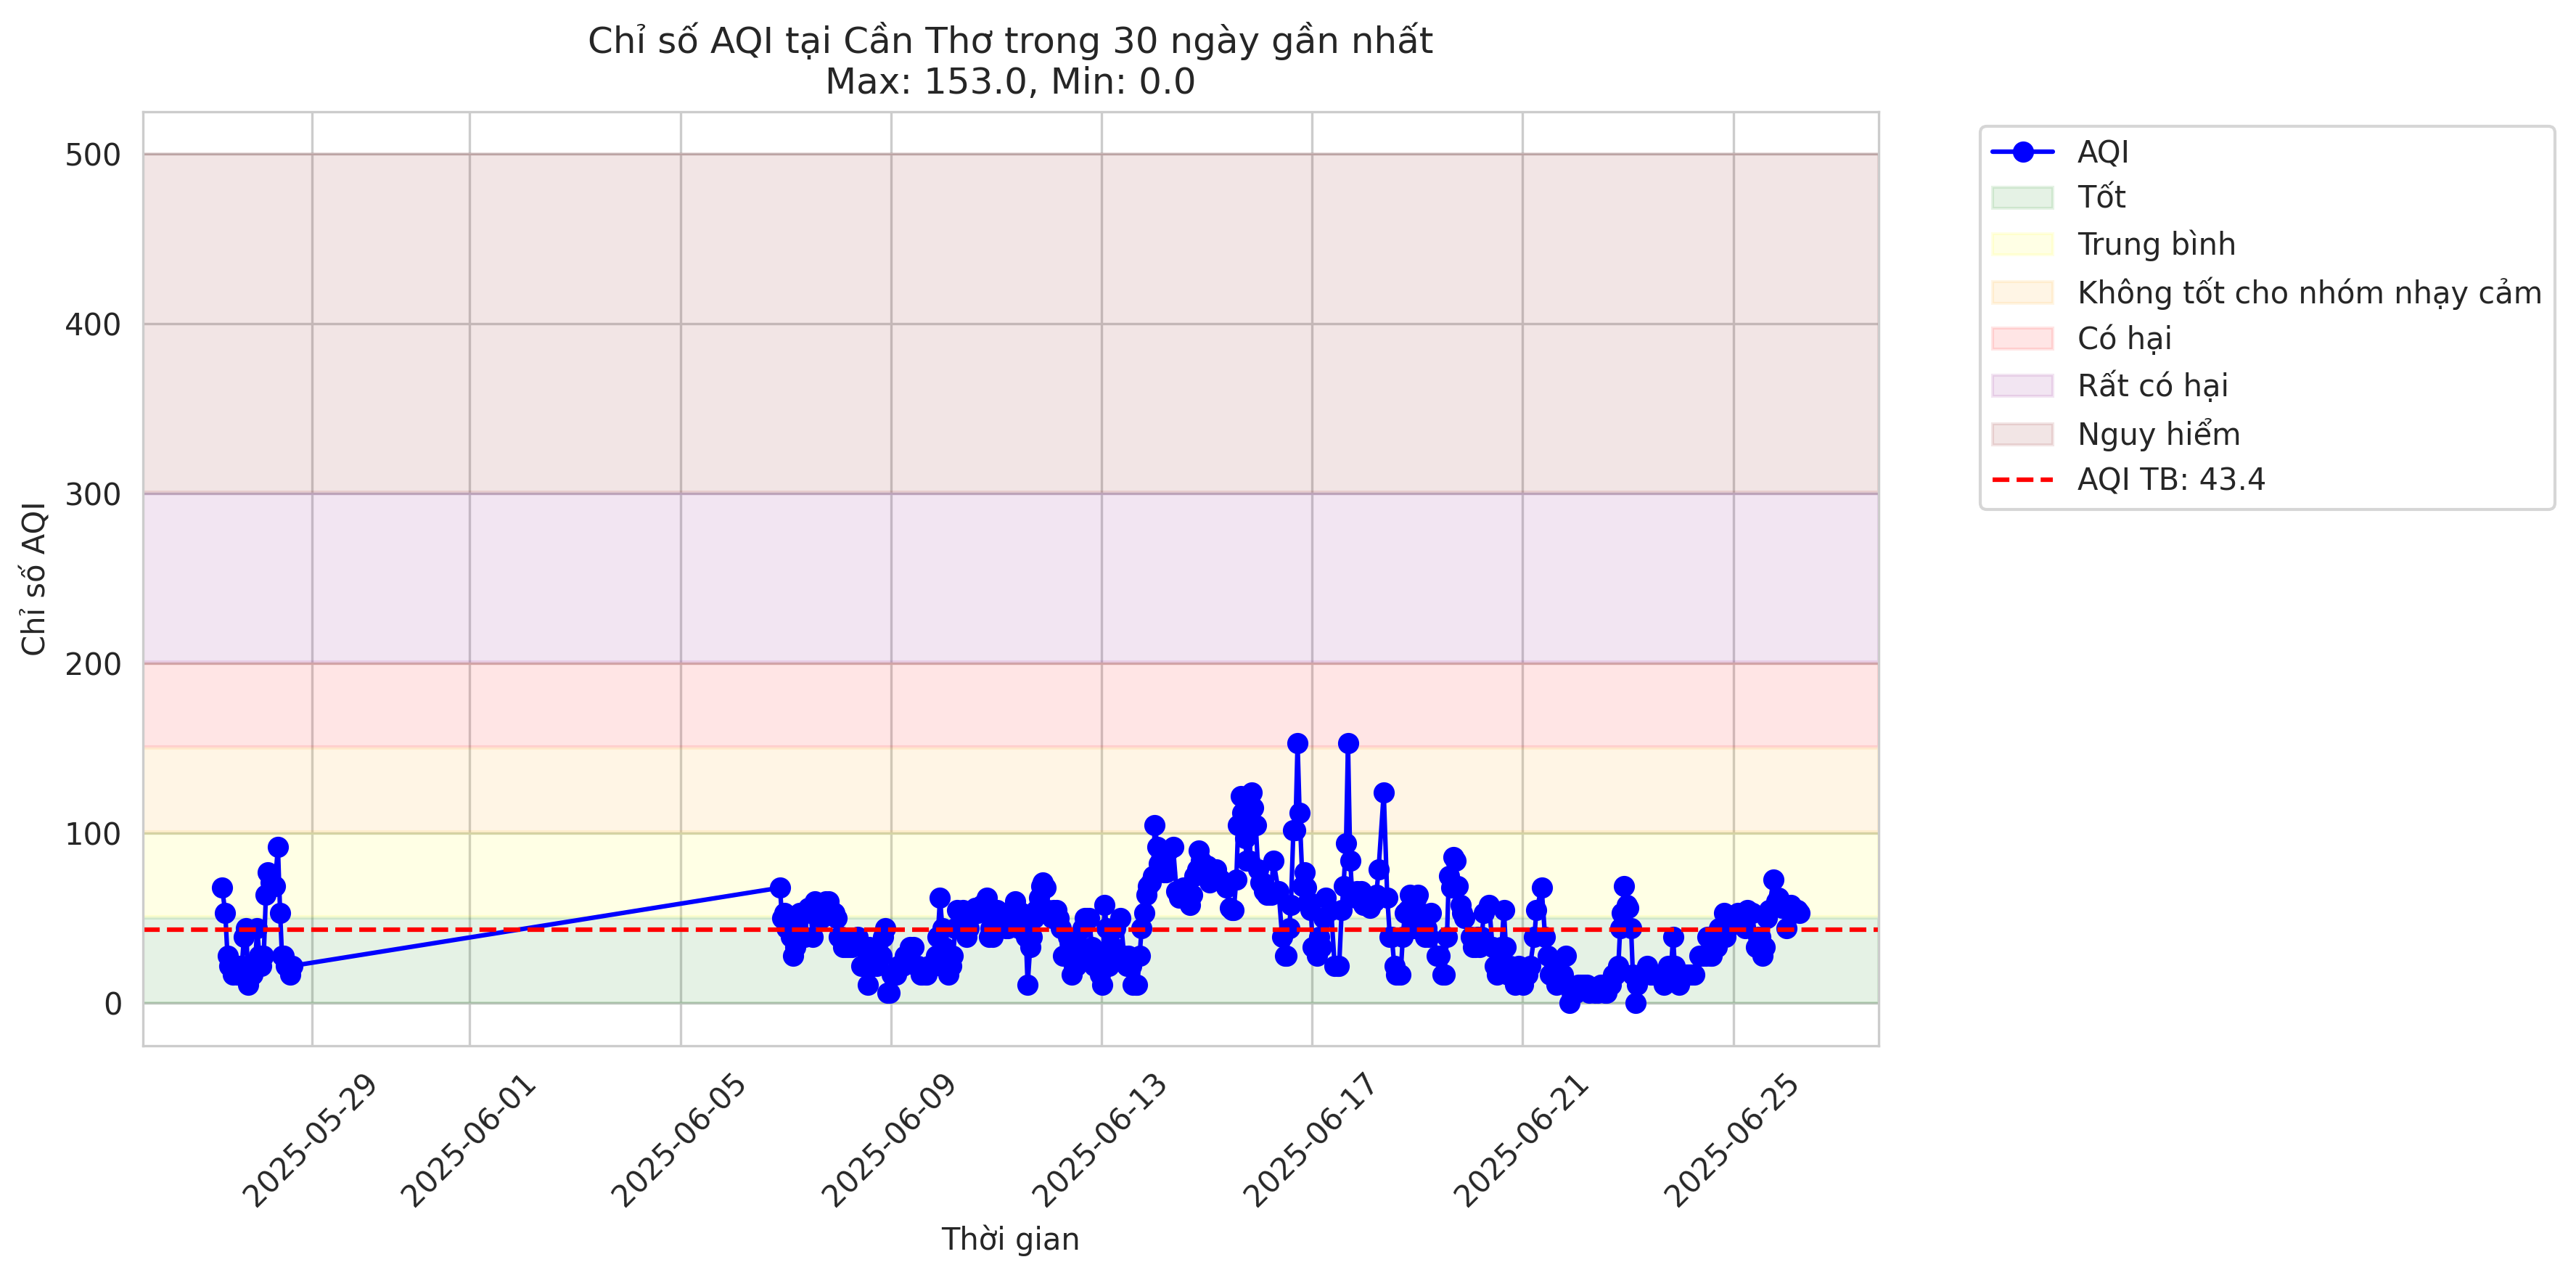 Chỉ số AQI tại Cần Thơ trong 30 ngày gần nhất
Max: 153.0, Min: 0.0
Chỉ số AQI
500
400
300
200
100
0
2025-05-29
2025-06-01
2025-06-05
2025-06-09
2025-06-13
2025-06-17
2025-06-21
2025-06-25
Thời gian
AQI
Tốt
Trung bình
Không tốt cho nhóm nhạy cảm
Có hại
Rất có hại
Nguy hiểm
AQI TB: 43.4